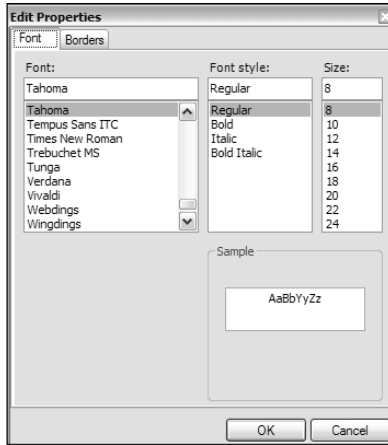 Edit Properties
Font Borders
Font: Font style: Size:
Tahoma Regular 8
Tahoma Regular 8
Tempus Sans ITC Bold 10
Times New Roman Italic 12
Trebuchet MS Bold Italic 14
Tunga 16
Verdana 18
Vivaldi 20
Webdings 22
Wingdings 24
Sample
AaBbYyZz
OK Cancel